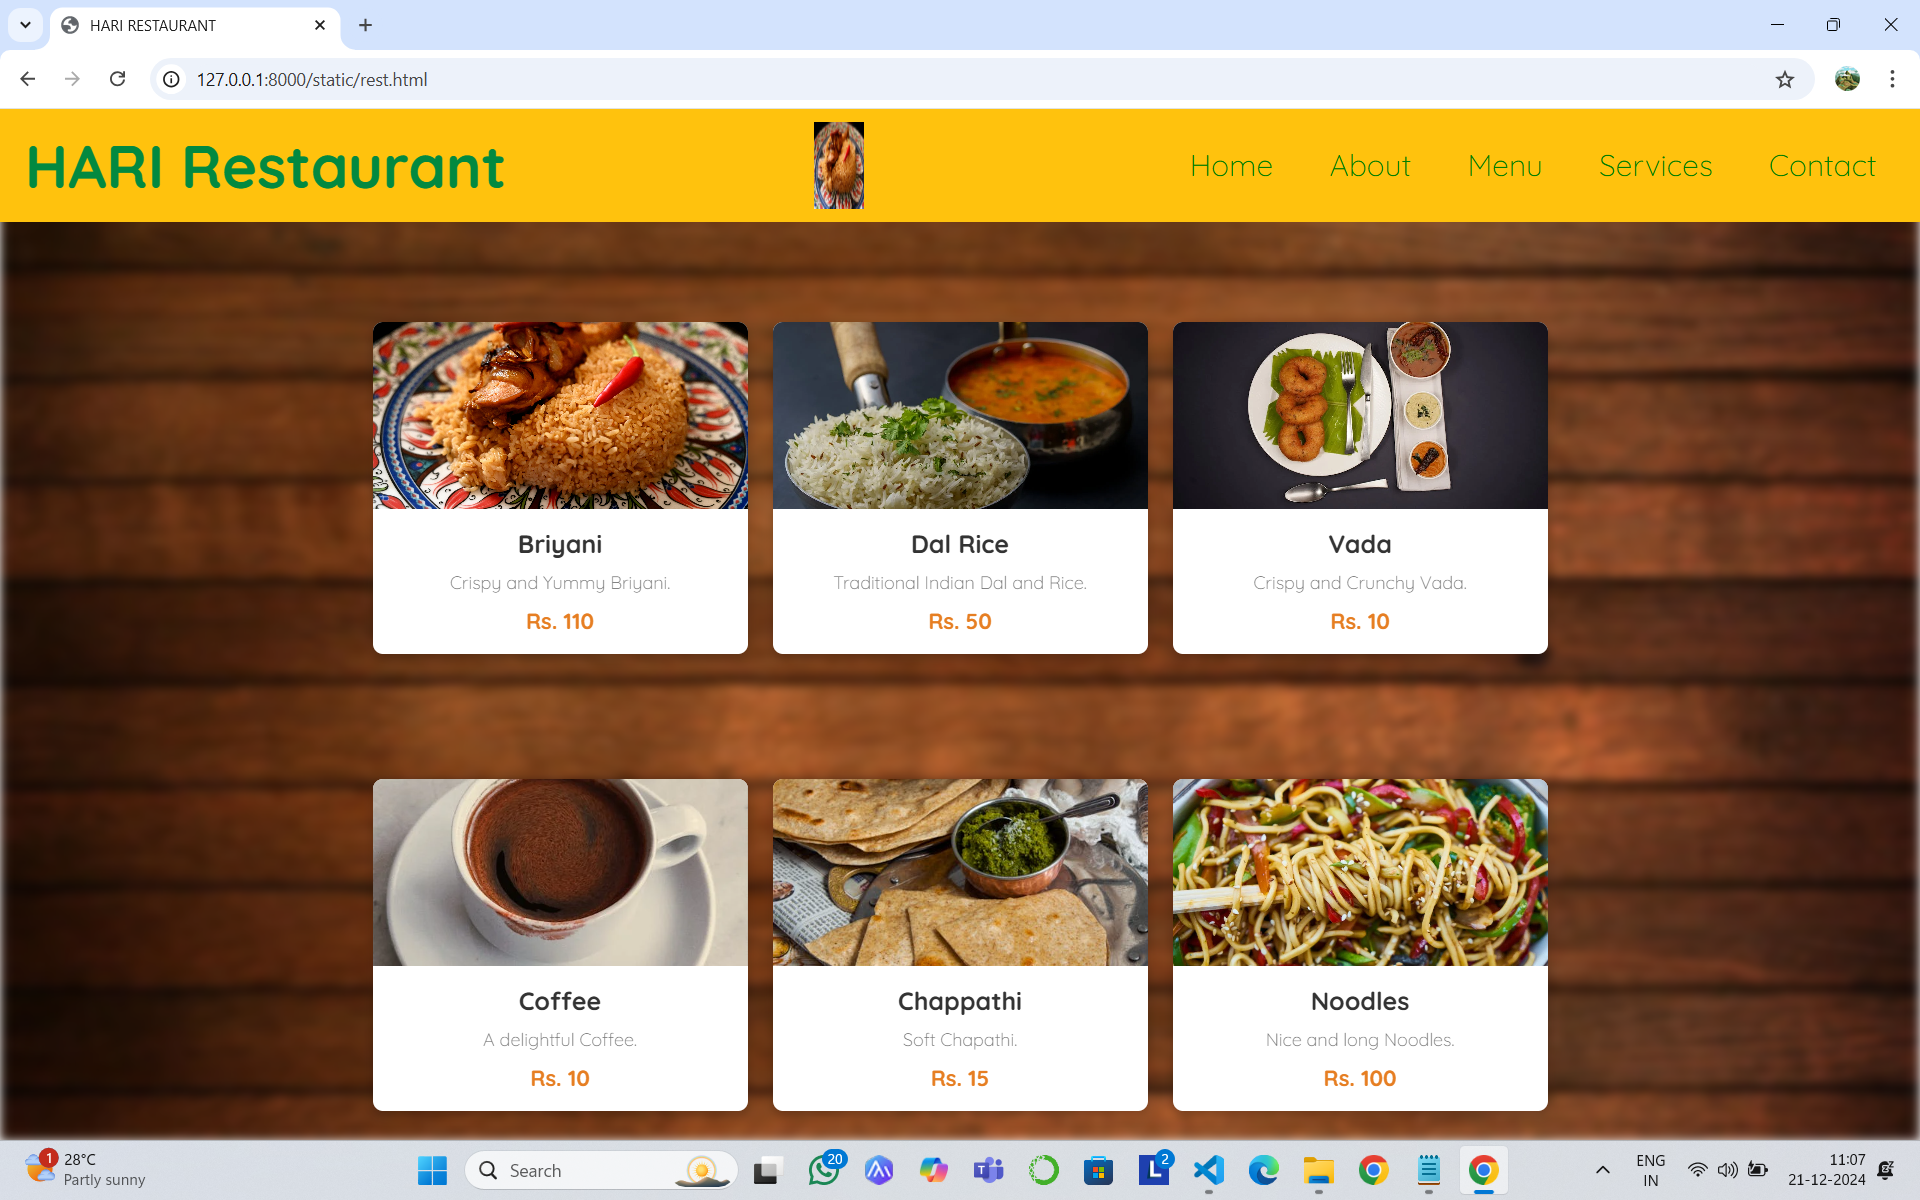 HARI RESTAURANT
127.0.0.1:8000/static/rest.html
HARI Restaurant
Home About Menu Services Contact
Briyani
Crispy and Yummy Briyani.
Rs. 110
Dal Rice
Traditional Indian Dal and Rice.
Rs. 50
Vada
Crispy and Crunchy Vada.
Rs. 10
Coffee
A delightful Coffee.
Rs. 10
Chappathi
Soft Chapathi.
Rs. 15
Noodles
Nice and long Noodles.
Rs. 100
1
28°C
Partly sunny
Search
20
2
ENG
IN
11:07
21-12-2024